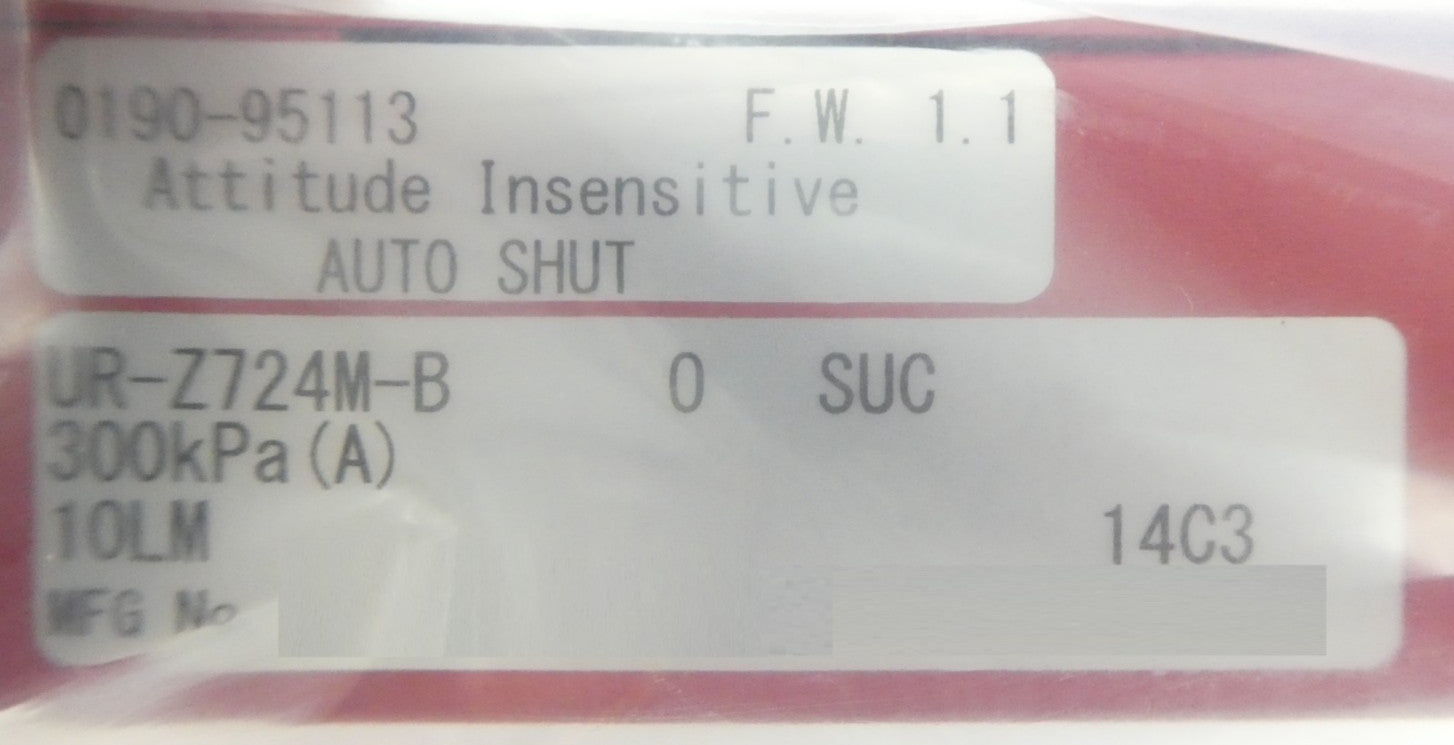 0190-95113 F.W. 1.1
Attitude Insensitive
AUTO SHUT
UR-Z724M-B 0 SUC
300kPa(A)
10LM 14C3
MFG No